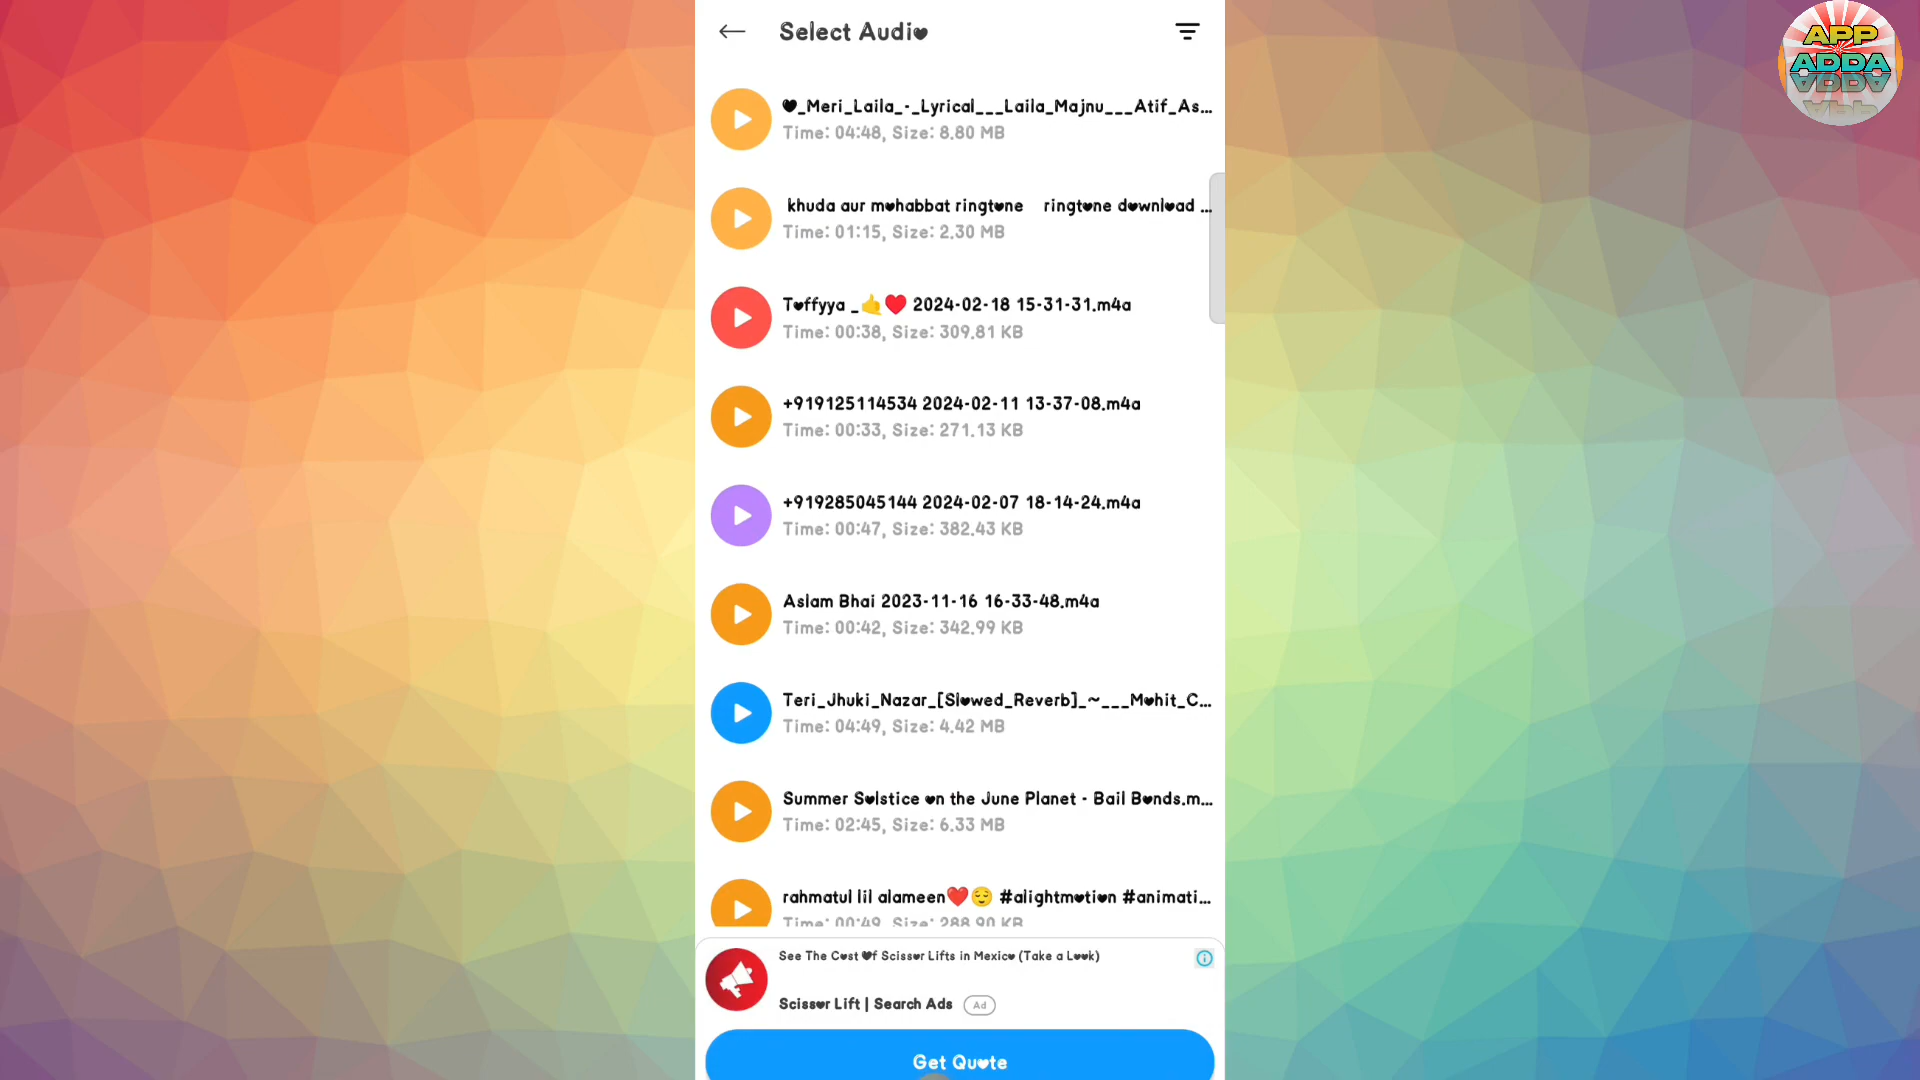 Select Audio
APP
ADDA
🖤_Meri_Laila_-_Lyrical___Laila_Majnu___Atif_As...
Time: 04:48, Size: 8.80 MB
khuda aur mohabbat ringtone ringtone download ...
Time: 01:15, Size: 2.30 MB
Toffyya _🤙❤️ 2024-02-18 15-31-31.m4a
Time: 00:38, Size: 309.81 KB
+919125114534 2024-02-11 13-37-08.m4a
Time: 00:33, Size: 271.13 KB
+919285045144 2024-02-07 18-14-24.m4a
Time: 00:47, Size: 382.43 KB
Aslam Bhai 2023-11-16 16-33-48.m4a
Time: 00:42, Size: 342.99 KB
Teri_Jhuki_Nazar_[Slowed_Reverb]_~___Mohit_C...
Time: 04:49, Size: 4.42 MB
Summer Solstice on the June Planet - Bail Bonds.m...
Time: 02:45, Size: 6.33 MB
rahmatul lil alameen❤️😌 #alightmotion #animati...
Time: 00:49, Size: 288.90 KB
See The Cost Of Scissor Lifts in Mexico (Take a Look)
Scissor Lift | Search Ads Ad
Get Quote